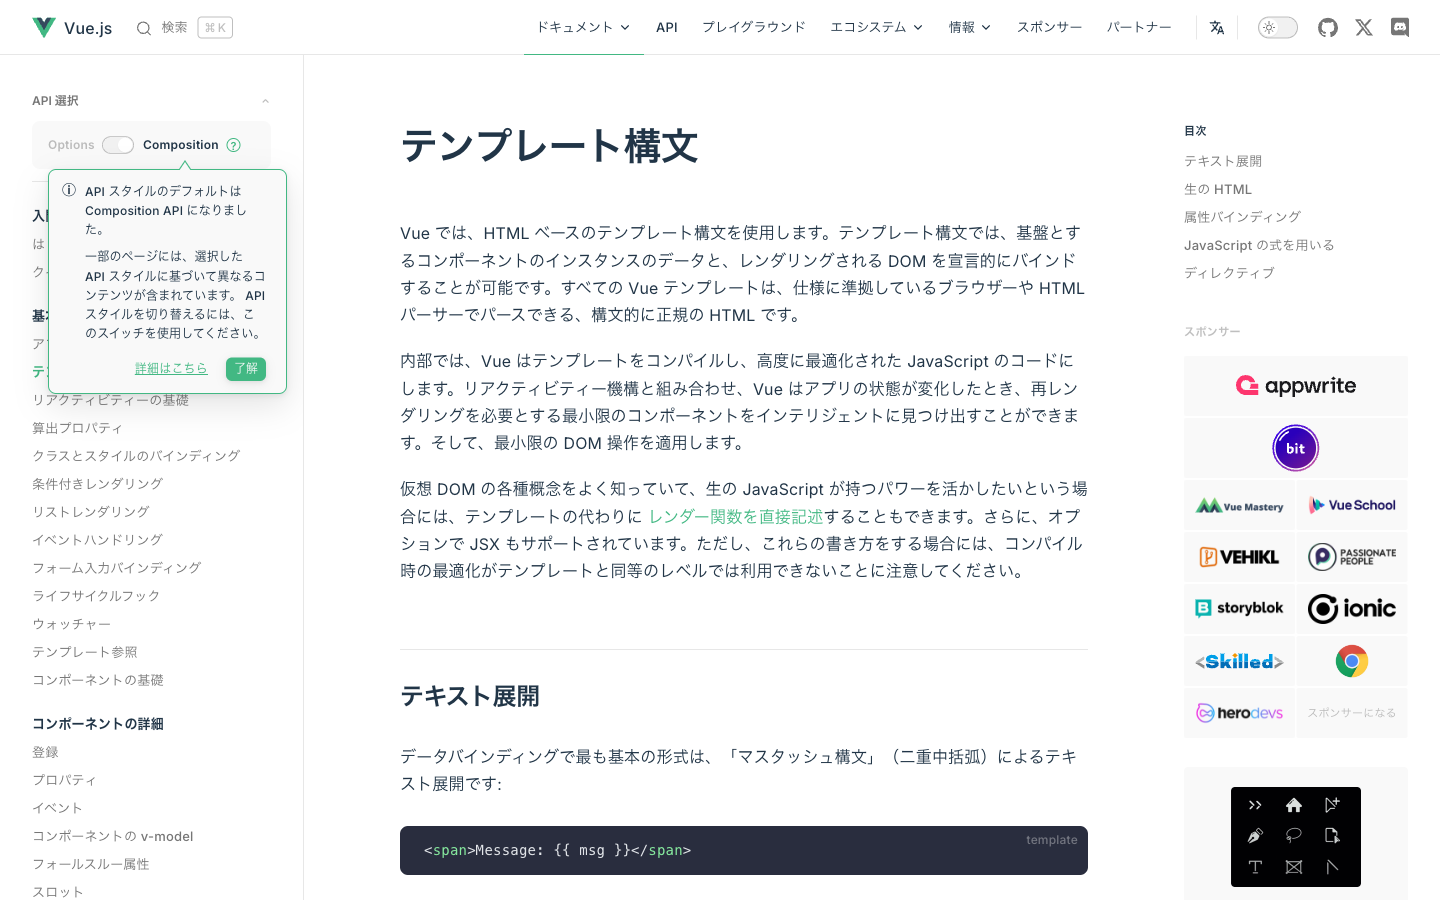 Vue.js
検索
⌘ K
ドキュメント
API
プレイグラウンド
エコシステム
情報
スポンサー
パートナー
API 選択
Options
Composition
?
API スタイルのデフォルトは
Composition API になりまし
た。
一部のページには、選択した
API スタイルに基づいて異なるコ
ンテンツが含まれています。 API
スタイルを切り替えるには、こ
のスイッチを使用してください。
詳細はこちら
了解
リアクティビティーの基礎
算出プロパティ
クラスとスタイルのバインディング
条件付きレンダリング
リストレンダリング
イベントハンドリング
フォーム入力バインディング
ライフサイクルフック
ウォッチャー
テンプレート参照
コンポーネントの基礎
コンポーネントの詳細
登録
プロパティ
イベント
コンポーネントの v-model
フォールスルー属性
スロット
テンプレート構文
Vue では、HTML ベースのテンプレート構文を使用します。テンプレート構文では、基盤とす
るコンポーネントのインスタンスのデータと、レンダリングされる DOM を宣言的にバインド
することが可能です。すべての Vue テンプレートは、仕様に準拠しているブラウザーや HTML
パーサーでパースできる、構文的に正規の HTML です。
内部では、Vue はテンプレートをコンパイルし、高度に最適化された JavaScript のコードに
します。リアクティビティー機構と組み合わせ、Vue はアプリの状態が変化したとき、再レン
ダリングを必要とする最小限のコンポーネントをインテリジェントに見つけ出すことができま
す。そして、最小限の DOM 操作を適用します。
仮想 DOM の各種概念をよく知っていて、生の JavaScript が持つパワーを活かしたいという場
合には、テンプレートの代わりに レンダー関数を直接記述することもできます。さらに、オプ
ションで JSX もサポートされています。ただし、これらの書き方をする場合には、コンパイル
時の最適化がテンプレートと同等のレベルでは利用できないことに注意してください。
テキスト展開
データバインディングで最も基本の形式は、「マスタッシュ構文」（二重中括弧）によるテキ
スト展開です:
template
<span>Message: {{ msg }}</span>
目次
テキスト展開
生の HTML
属性バインディング
JavaScript の式を用いる
ディレクティブ
スポンサー
appwrite
bit
Vue Mastery
Vue School
VEHIKL
PASSIONATE
PEOPLE
storyblok
ionic
<Skilled>
herodevs
スポンサーになる